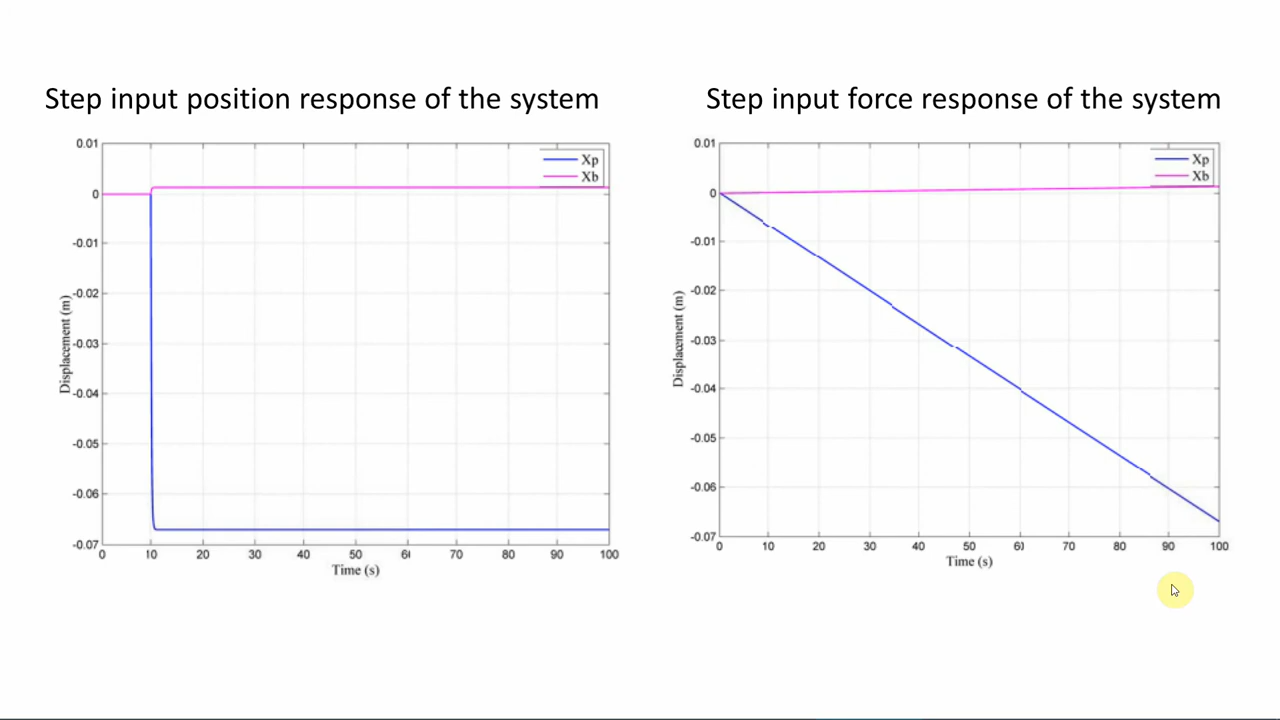 Step input position response of the system
0.01
0
-0.01
-0.02
-0.03
-0.04
-0.05
-0.06
-0.07
Displacement (m)
Xp
Xb
0 10 20 30 40 50 6 70 80 90 100
Time (s)
Step input force response of the system
0.01
0
-0.01
-0.02
-0.03
-0.04
-0.05
-0.06
-0.07
Displacement (m)
Xp
Xb
0 10 20 30 40 50 6 70 80 90 100
Time (s)